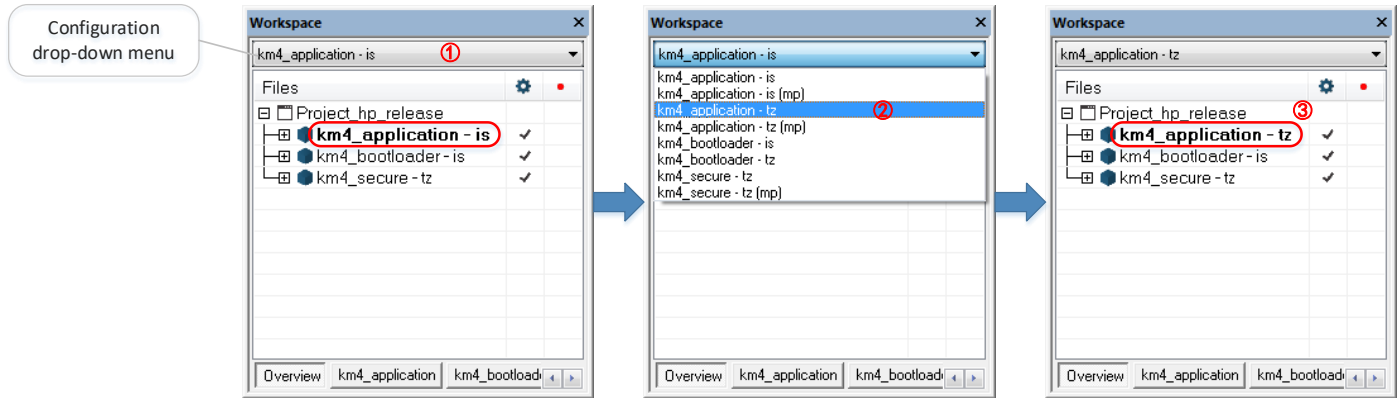 Configuration
drop-down menu
Workspace
km4_application - is ①
Files
Project_hp_release
km4_application - is
km4_bootloader - is
km4_secure - tz
Overview km4_application km4_bootload
Workspace
km4_application - is
km4_application - is
km4_application - is (mp)
km4_application - tz ②
km4_application - tz (mp)
km4_bootloader - is
km4_bootloader - tz
km4_secure - tz
km4_secure - tz (mp)
Overview km4_application km4_bootload
Workspace
km4_application - tz
Files
Project_hp_release ③
km4_application - tz
km4_bootloader - is
km4_secure - tz
Overview km4_application km4_bootload